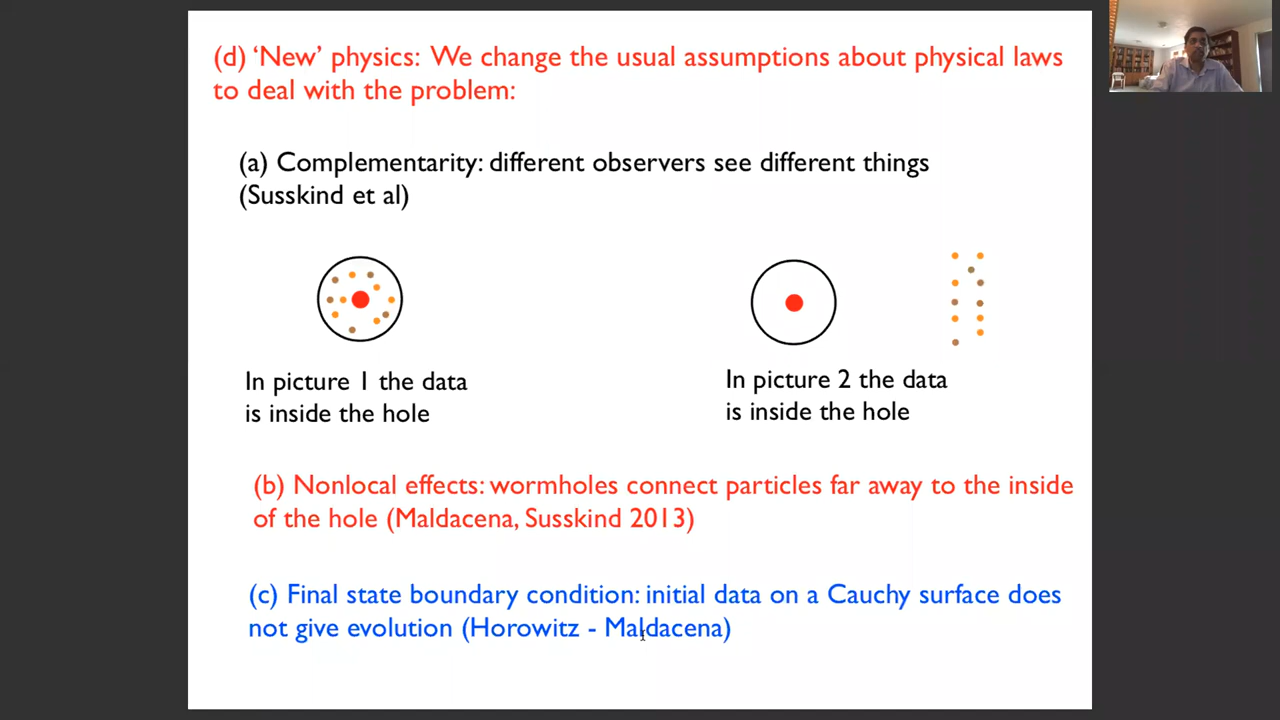 (d) ‘New’ physics: We change the usual assumptions about physical laws
to deal with the problem:
(a) Complementarity: different observers see different things
(Susskind et al)
In picture 1 the data
is inside the hole
In picture 2 the data
is inside the hole
(b) Nonlocal effects: wormholes connect particles far away to the inside
of the hole (Maldacena, Susskind 2013)
(c) Final state boundary condition: initial data on a Cauchy surface does
not give evolution (Horowitz - Maldacena)